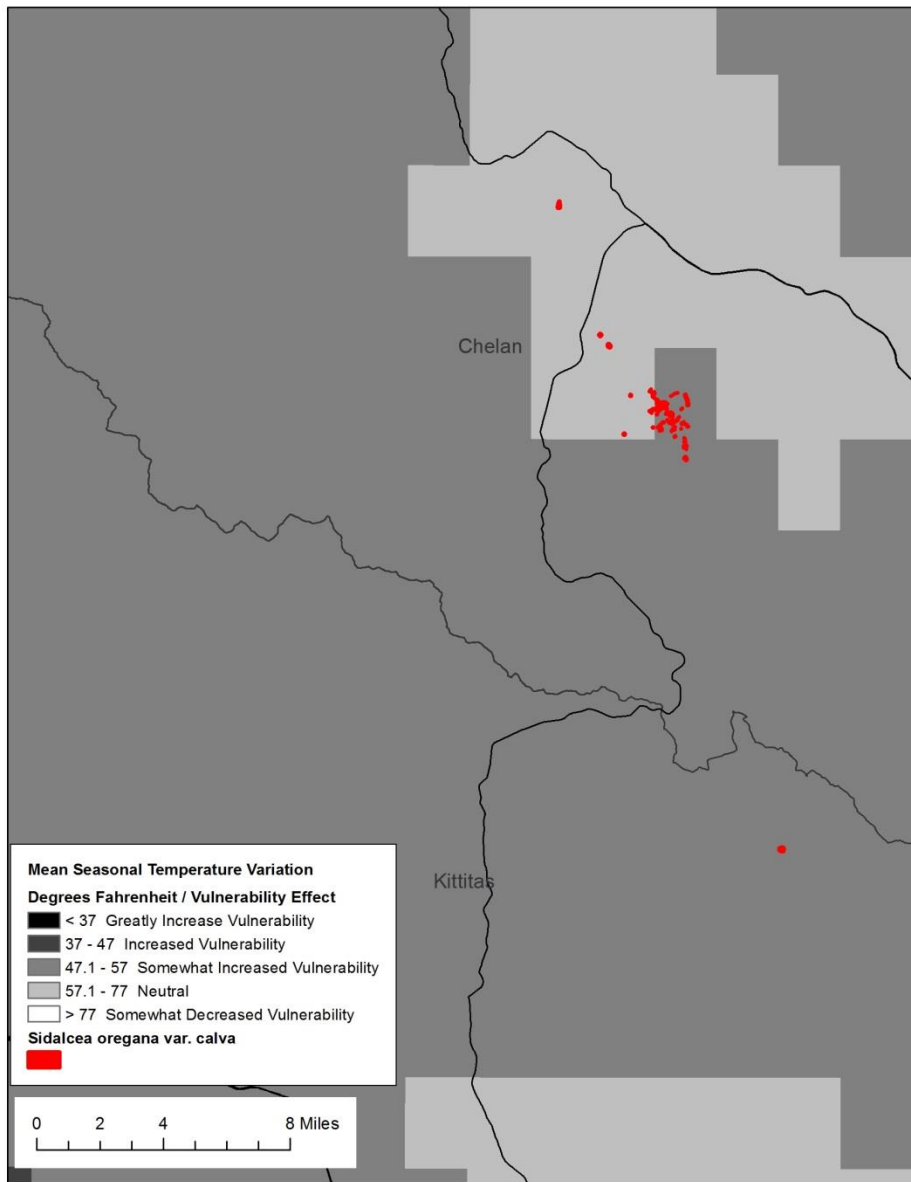 Chelan
Kittitas
Mean Seasonal Temperature Variation
Degrees Fahrenheit / Vulnerability Effect
< 37 Greatly Increase Vulnerability
37 - 47 Increased Vulnerability
47.1 - 57 Somewhat Increased Vulnerability
57.1 - 77 Neutral
> 77 Somewhat Decreased Vulnerability
Sidalcea oregana var. calva
0 2 4 8 Miles